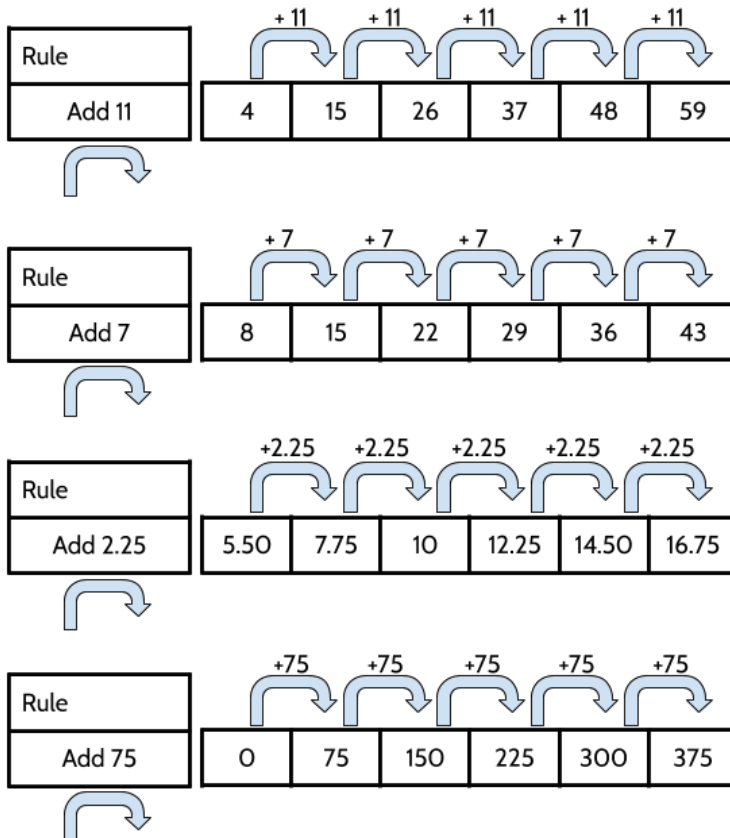 + 11 + 11 + 11 + 11 + 11
Rule
Add 11 4 15 26 37 48 59
+ 7 + 7 + 7 + 7 + 7
Rule
Add 7 8 15 22 29 36 43
+2.25 +2.25 +2.25 +2.25 +2.25
Rule
Add 2.25 5.50 7.75 10 12.25 14.50 16.75
+75 +75 +75 +75 +75
Rule
Add 75 0 75 150 225 300 375